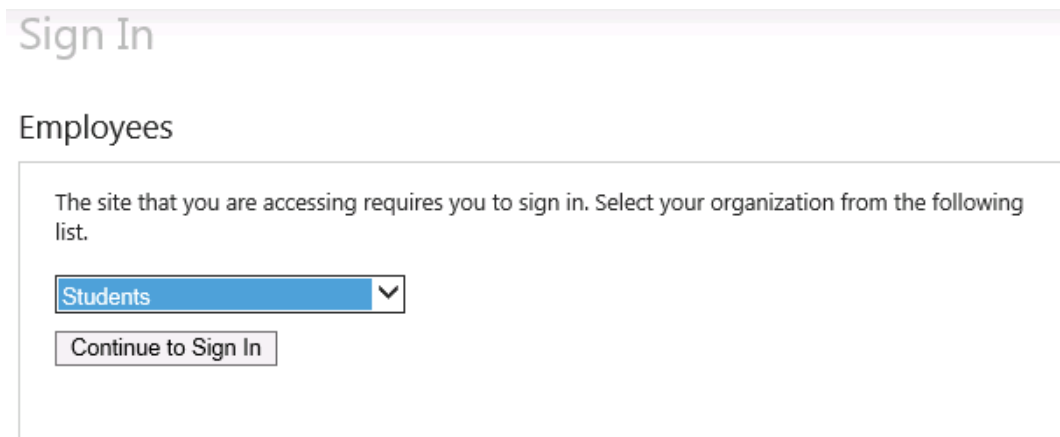 Sign In
Employees
The site that you are accessing requires you to sign in. Select your organization from the following
list.
Students
Continue to Sign In